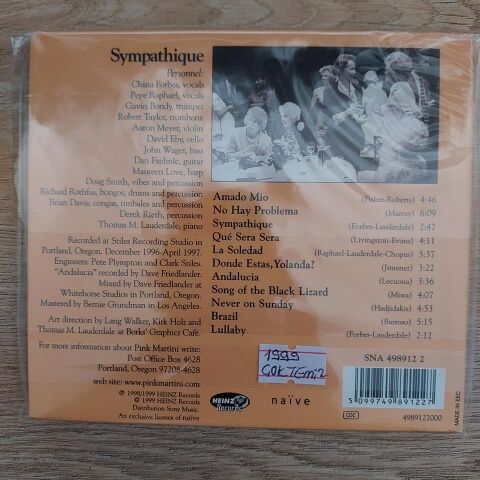 Sympathique
Personnel:
China Forbes, vocals
Pepe Raphael, vocals
Gavin Bondy, trumpet
Robert Taylor, trombone
Aaron Meyer, violin
David Eby, cello
John Wager, bass
Dan Faehnle, guitar
Maureen Love, harp
Doug Smith, vibes and percussion
Richard Rothfus, bongos, drums and percussion
Brian Davis, congas, timbales and percussion
Derek Rieth, percussion
Thomas M. Lauderdale, piano
Recorded at Stiles Recording Studio in
Portland, Oregon. December 1996-April 1997.
Engineers: Pete Plympton and Clark Stiles.
"Andalucia" recorded by Dave Friedlander.
Mixed by Dave Friedlander at
Whitehorse Studios in Portland, Oregon.
Mastered by Bernie Grundman in Los Angeles.
Art direction by Lang Walker, Kirk Holz and
Thomas M. Lauderdale at Borks' Graphics Café.
For more information about Pink Martini write:
Post Office Box 4628
Portland, Oregon 97208-4628
web site: www.pinkmartini.com
℗ 1998/1999 HEINZ Records
© 1999 HEINZ Records
Distribution Sony Music.
An exclusive licence of naïve
Amado Mio (Fisher-Roberts) 4:46
No Hay Problema (Marray) 6:09
Sympathique (Forbes-Lauderdale) 2:47
Qué Sera Sera (Livingston-Evans) 4:11
La Soledad (Raphael-Lauderdale-Chopin) 5:37
Donde Estas, Yolanda? (Jimenez) 3:22
Andalucia (Lecuona) 3:36
Song of the Black Lizard (Miwa) 4:07
Never on Sunday (Hadjidakis) 4:53
Brazil (Barroso) 5:15
Lullaby (Forbes-Lauderdale) 2:12
1999
SNA 498912 2
HEINZ
Records
naïve
5 099749 891227
4989122000
MADE IN EEC